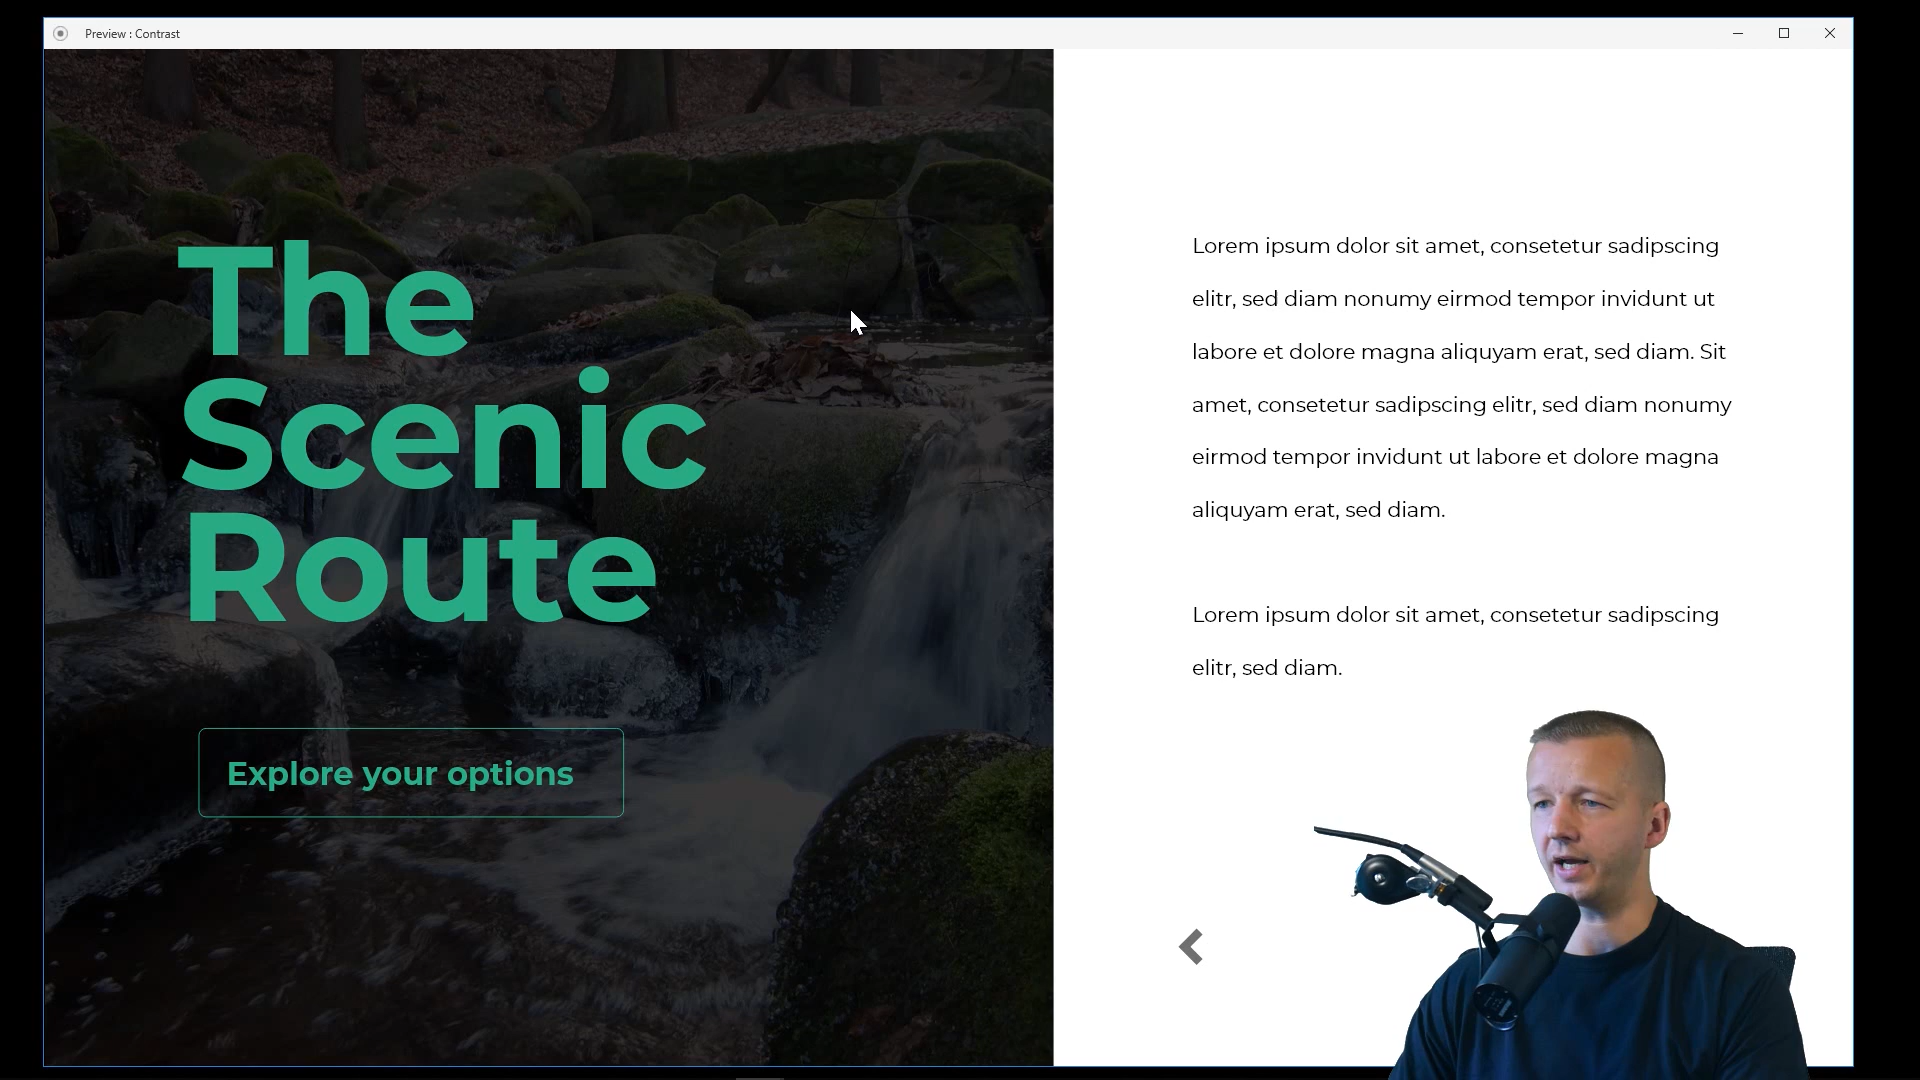 Preview : Contrast
The
Scenic
Route
Explore your options
Lorem ipsum dolor sit amet, consetetur sadipscing
elitr, sed diam nonumy eirmod tempor invidunt ut
labore et dolore magna aliquyam erat, sed diam. Sit
amet, consetetur sadipscing elitr, sed diam nonumy
eirmod tempor invidunt ut labore et dolore magna
aliquyam erat, sed diam.
Lorem ipsum dolor sit amet, consetetur sadipscing
elitr, sed diam.